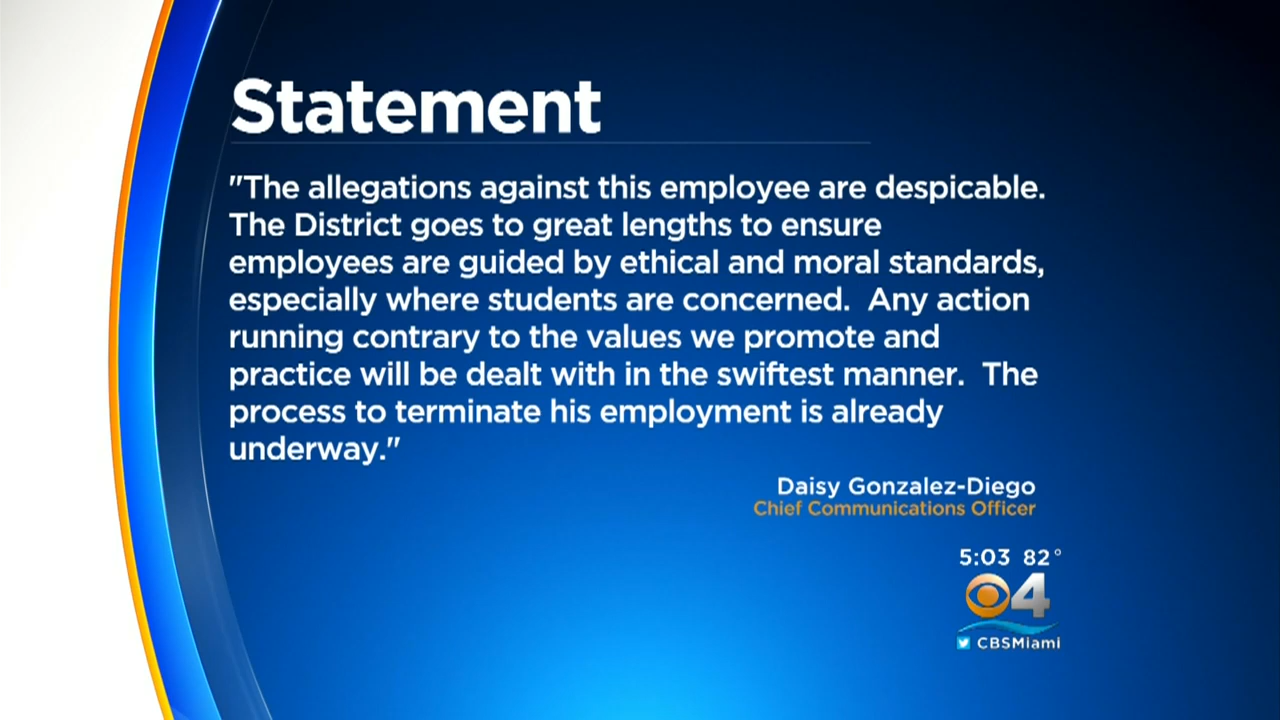 Statement
"The allegations against this employee are despicable.
The District goes to great lengths to ensure
employees are guided by ethical and moral standards,
especially where students are concerned.  Any action
running contrary to the values we promote and
practice will be dealt with in the swiftest manner.  The
process to terminate his employment is already
underway."
Daisy Gonzalez-Diego
Chief Communications Officer
5:03 82°
4
CBSMiami